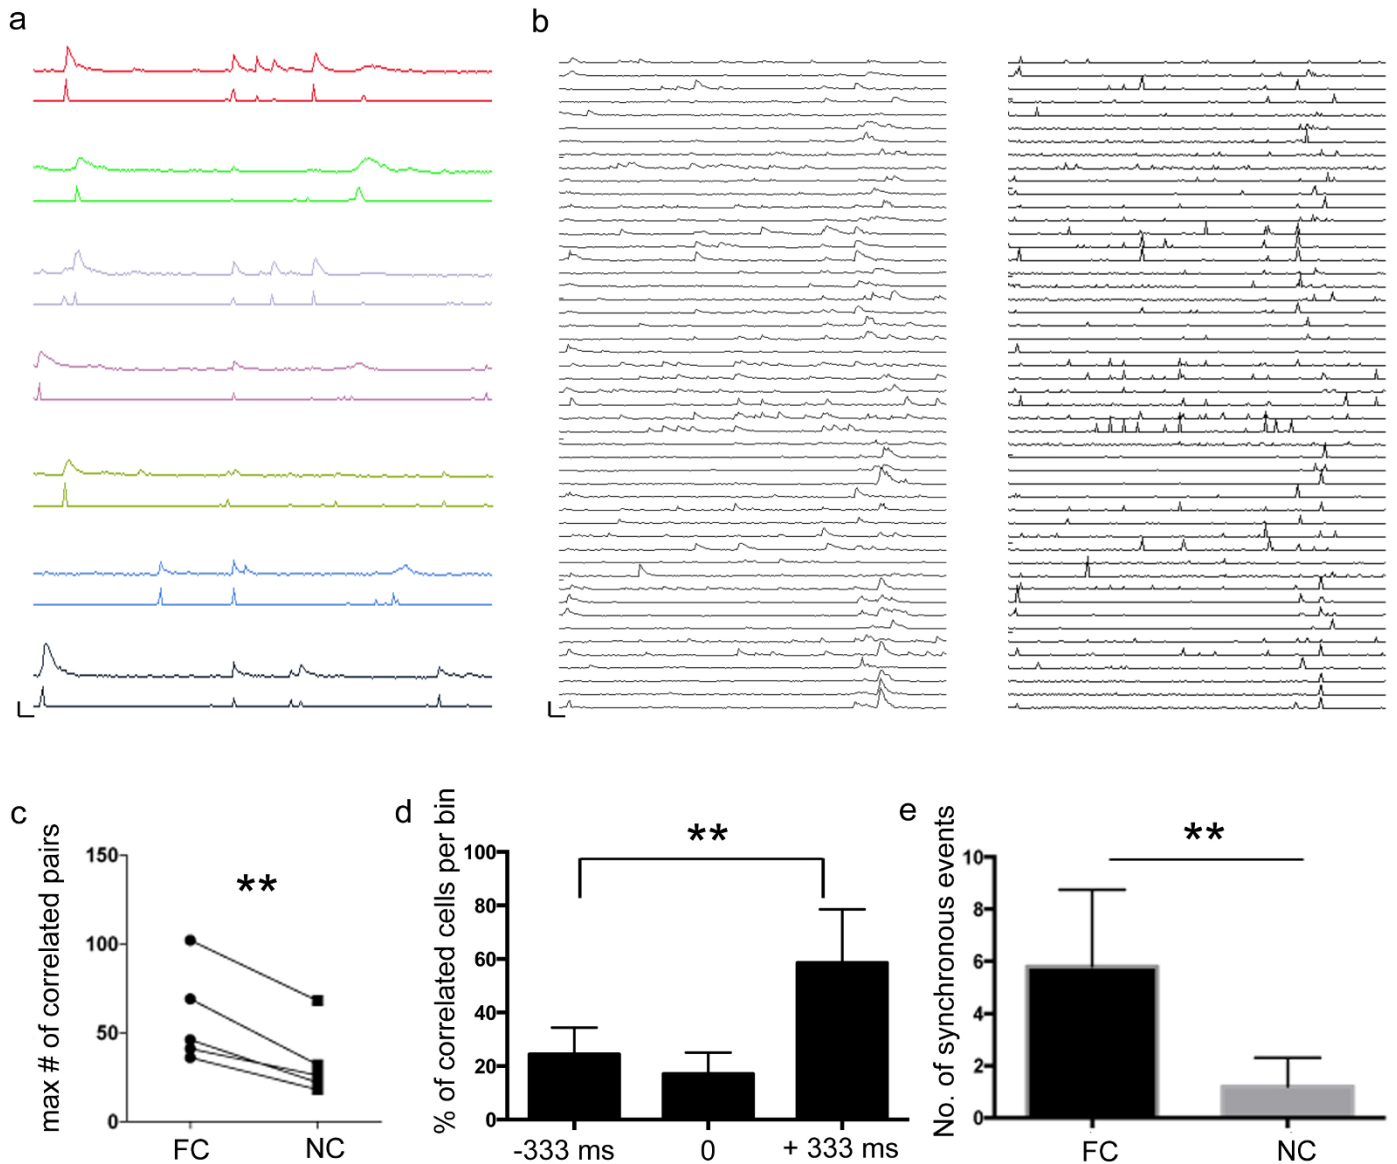 a
b
c
max # of correlated pairs
150
100
50
0
**
FC
NC
d
% of correlated cells per bin
100
80
60
40
20
0
**
-333 ms
0
+ 333 ms
e
No. of synchronous events
10
8
6
4
2
0
**
FC
NC